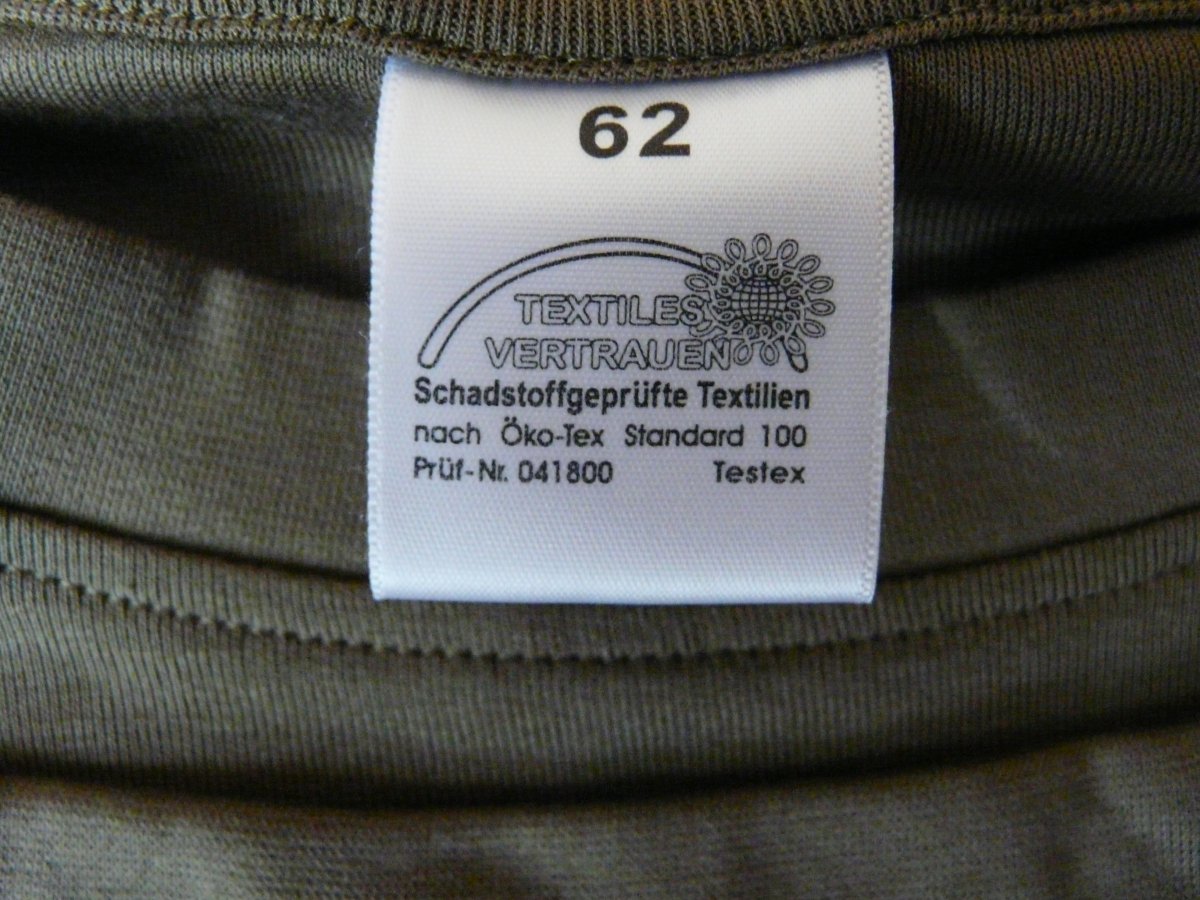 62
TEXTILES
VERTRAUEN
Schadstoffgeprüfte Textilien
nach Öko-Tex Standard 100
Prüf-Nr. 041800 Testex